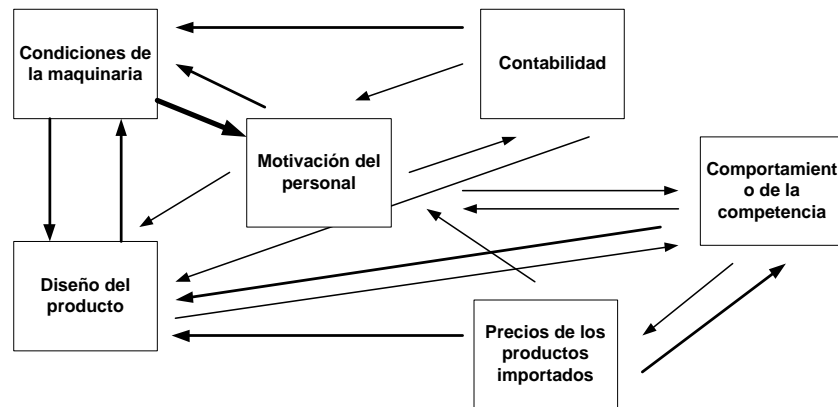 Condiciones de
la maquinaria
Contabilidad
Motivación del
personal
Comportamient
o de la
competencia
Diseño del
producto
Precios de los
productos
importados